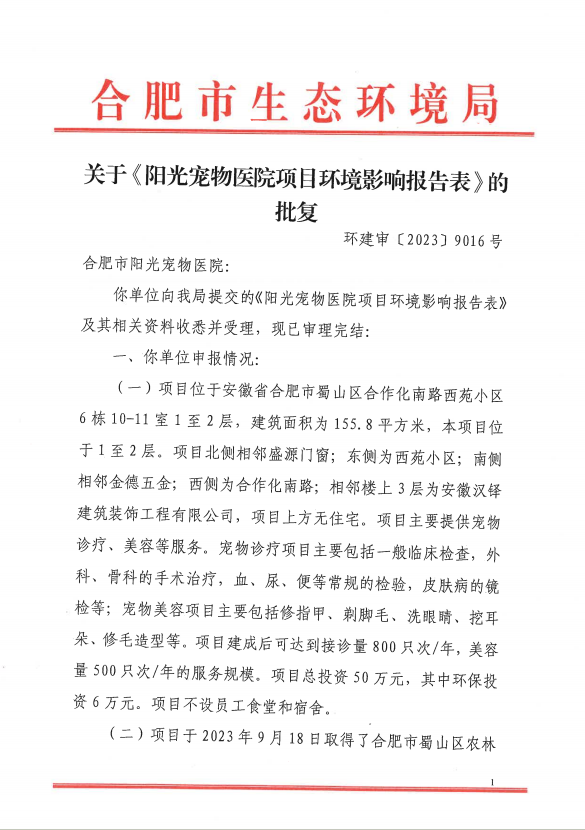 合肥市生态环境局
关于《阳光宠物医院项目环境影响报告表》的
批复
环建审〔2023〕9016号
合肥市阳光宠物医院：
你单位向我局提交的《阳光宠物医院项目环境影响报告表》
及其相关资料收悉并受理，现已审理完结：
一、你单位申报情况：
（一）项目位于安徽省合肥市蜀山区合作化南路西苑小区
6栋10-11室1至2层，建筑面积为155.8平方米，本项目位
于1至2层。项目北侧相邻盛源门窗；东侧为西苑小区；南侧
相邻金德五金；西侧为合作化南路；相邻楼上3层为安徽汉铎
建筑装饰工程有限公司，项目上方无住宅。项目主要提供宠物
诊疗、美容等服务。宠物诊疗项目主要包括一般临床检查，外
科、骨科的手术治疗，血、尿、便等常规的检验，皮肤病的镜
检等；宠物美容项目主要包括修指甲、剃脚毛、洗眼睛、挖耳
朵、修毛造型等。项目建成后可达到接诊量800只次/年，美容
量500只次/年的服务规模。项目总投资50万元，其中环保投
资6万元。项目不设员工食堂和宿舍。
（二）项目于2023年9月18日取得了合肥市蜀山区农林
1